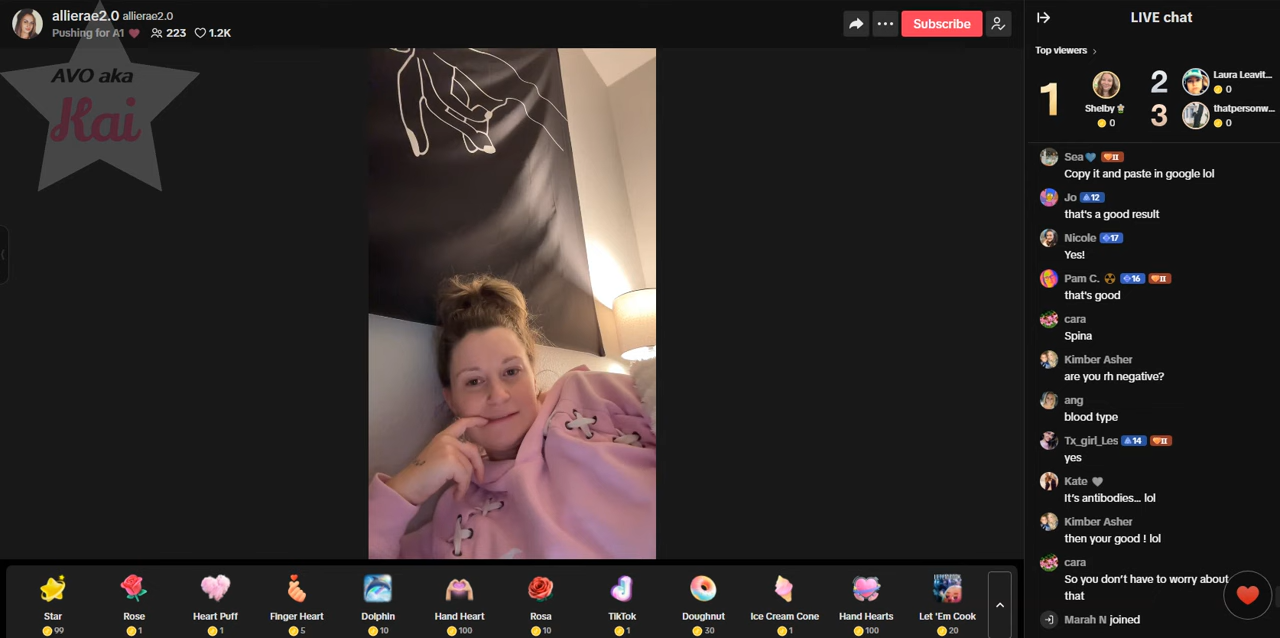 allierae2.0 allierae2.0
Pushing for A1 223 1.2K
Subscribe
AVO aka
Kai
LIVE chat
Top viewers
1
Shelby
0
2
Laura Leavit...
0
3
thatpersonw...
0
Sea II
Copy it and paste in google lol
Jo 12
that's a good result
Nicole 17
Yes!
Pam C. 16 II
that's good
cara
Spina
Kimber Asher
are you rh negative?
ang
blood type
Tx_girl_Les 14 II
yes
Kate
It's antibodies... lol
Kimber Asher
then your good ! lol
cara
So you don't have to worry about
that
Marah N joined
Star
99
Rose
1
Heart Puff
1
Finger Heart
5
Dolphin
10
Hand Heart
100
Rosa
10
TikTok
1
Doughnut
30
Ice Cream Cone
1
Hand Hearts
100
Let 'Em Cook
20